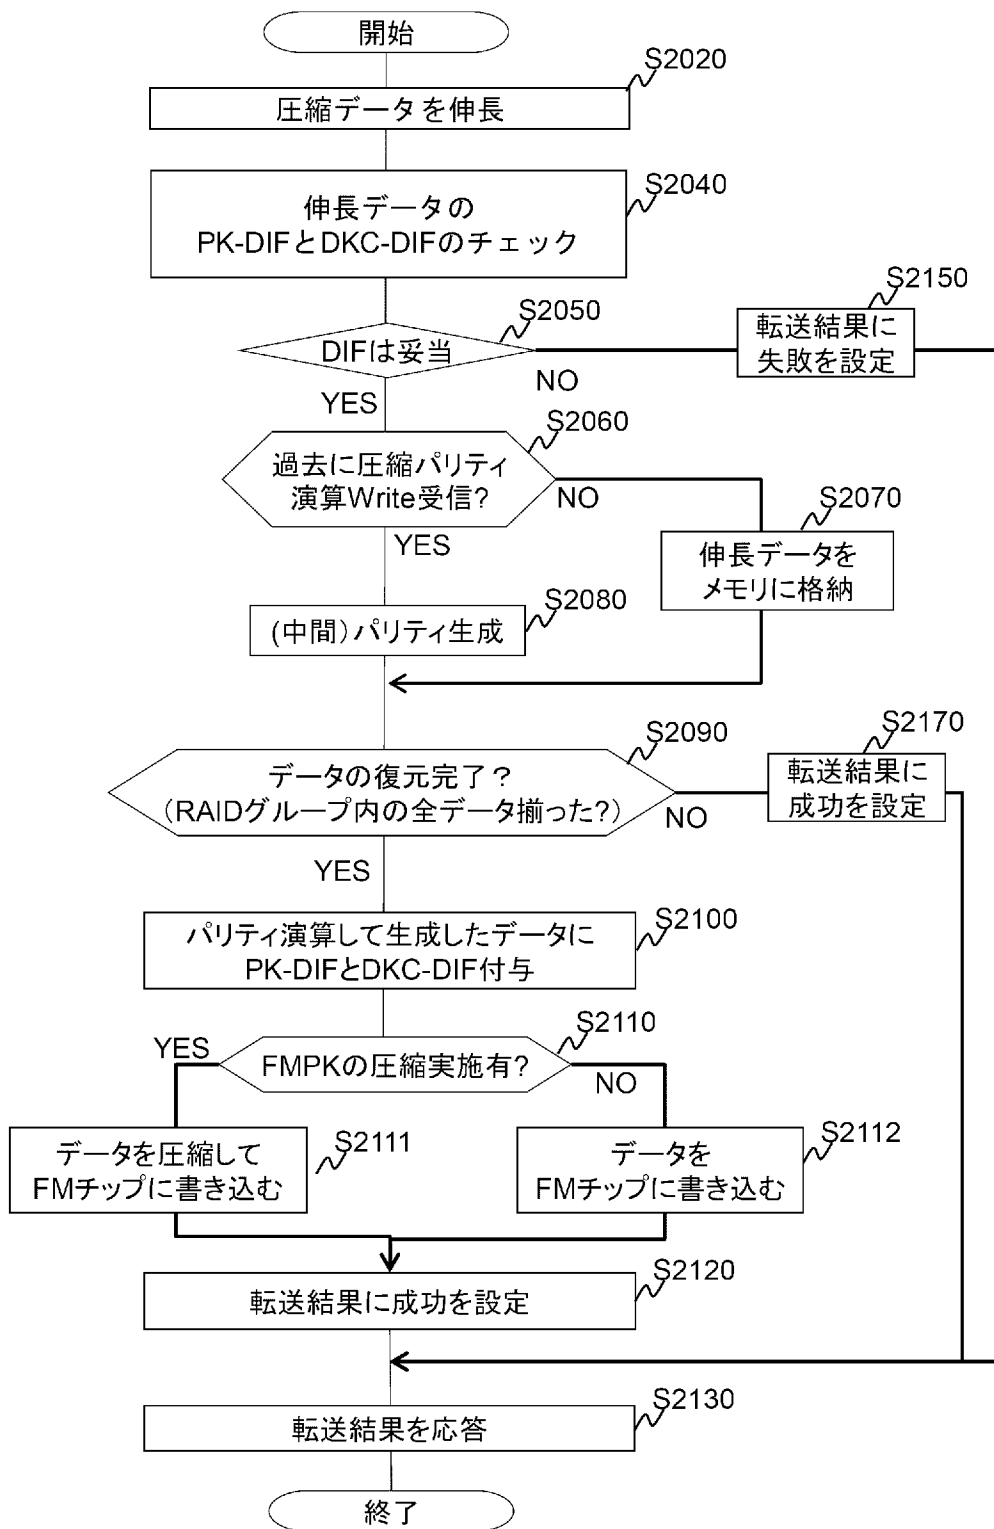 開始
S2020
圧縮データを伸長
S2040
伸長データの
PK-DIFとDKC-DIFのチェック
S2050
DIFは妥当
NO
YES
S2150
転送結果に
失敗を設定
S2060
過去に圧縮パリティ
演算Write受信?
NO
YES
S2070
伸長データを
メモリに格納
S2080
(中間)パリティ生成
S2090
データの復元完了?
(RAIDグループ内の全データ揃った?)
NO
YES
S2170
転送結果に
成功を設定
S2100
パリティ演算して生成したデータに
PK-DIFとDKC-DIF付与
S2110
FMPKの圧縮実施有?
YES
NO
S2111
データを圧縮して
FMチップに書き込む
S2112
データを
FMチップに書き込む
S2120
転送結果に成功を設定
S2130
転送結果を応答
終了